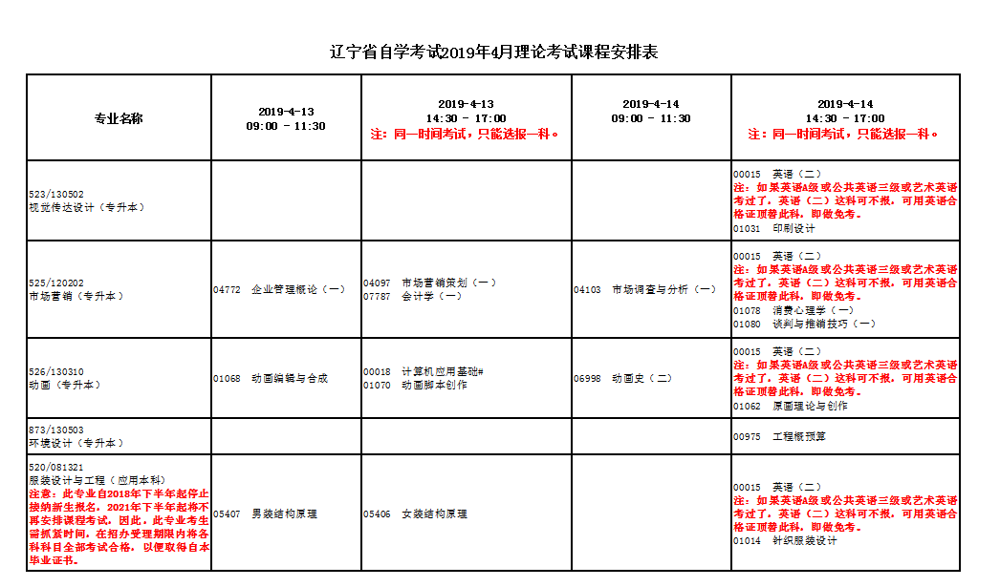 辽宁省自学考试2019年4月理论考试课程安排表
专业名称
2019-4-13
09:00 - 11:30
2019-4-13
14:30 - 17:00
注：同一时间考试，只能选报一科。
2019-4-14
09:00 - 11:30
2019-4-14
14:30 - 17:00
注：同一时间考试，只能选报一科。
523/130502
视觉传达设计（专升本）
00015 英语（二）
注：如果英语A级或公共英语三级或艺术英语
考过了，英语（二）这科可不报，可用英语合
格证顶替此科，即做免考。
01031 印刷设计
525/120202
市场营销（专升本）
04772 企业管理概论（一）
04097 市场营销策划（一）
07787 会计学（一）
04103 市场调查与分析（一）
00015 英语（二）
注：如果英语A级或公共英语三级或艺术英语
考过了，英语（二）这科可不报，可用英语合
格证顶替此科，即做免考。
01078 消费心理学（一）
01080 谈判与推销技巧（一）
526/130310
动画（专升本）
01068 动画编辑与合成
00018 计算机应用基础#
01070 动画脚本创作
06998 动画史（二）
00015 英语（二）
注：如果英语A级或公共英语三级或艺术英语
考过了，英语（二）这科可不报，可用英语合
格证顶替此科，即做免考。
01062 原画理论与创作
873/130503
环境设计（专升本）
00975 工程概预算
520/081321
服装设计与工程（应用本科）
注意：此专业自2018年下半年起停止
接纳新生报名，2021年下半年起将不
再安排课程考试，因此，此专业考生
需抓紧时间，在招办受理期限内将各
科科目全部考试合格，以便取得自本
毕业证书。
05407 男装结构原理
05406 女装结构原理
00015 英语（二）
注：如果英语A级或公共英语三级或艺术英语
考过了，英语（二）这科可不报，可用英语合
格证顶替此科，即做免考。
01014 针织服装设计